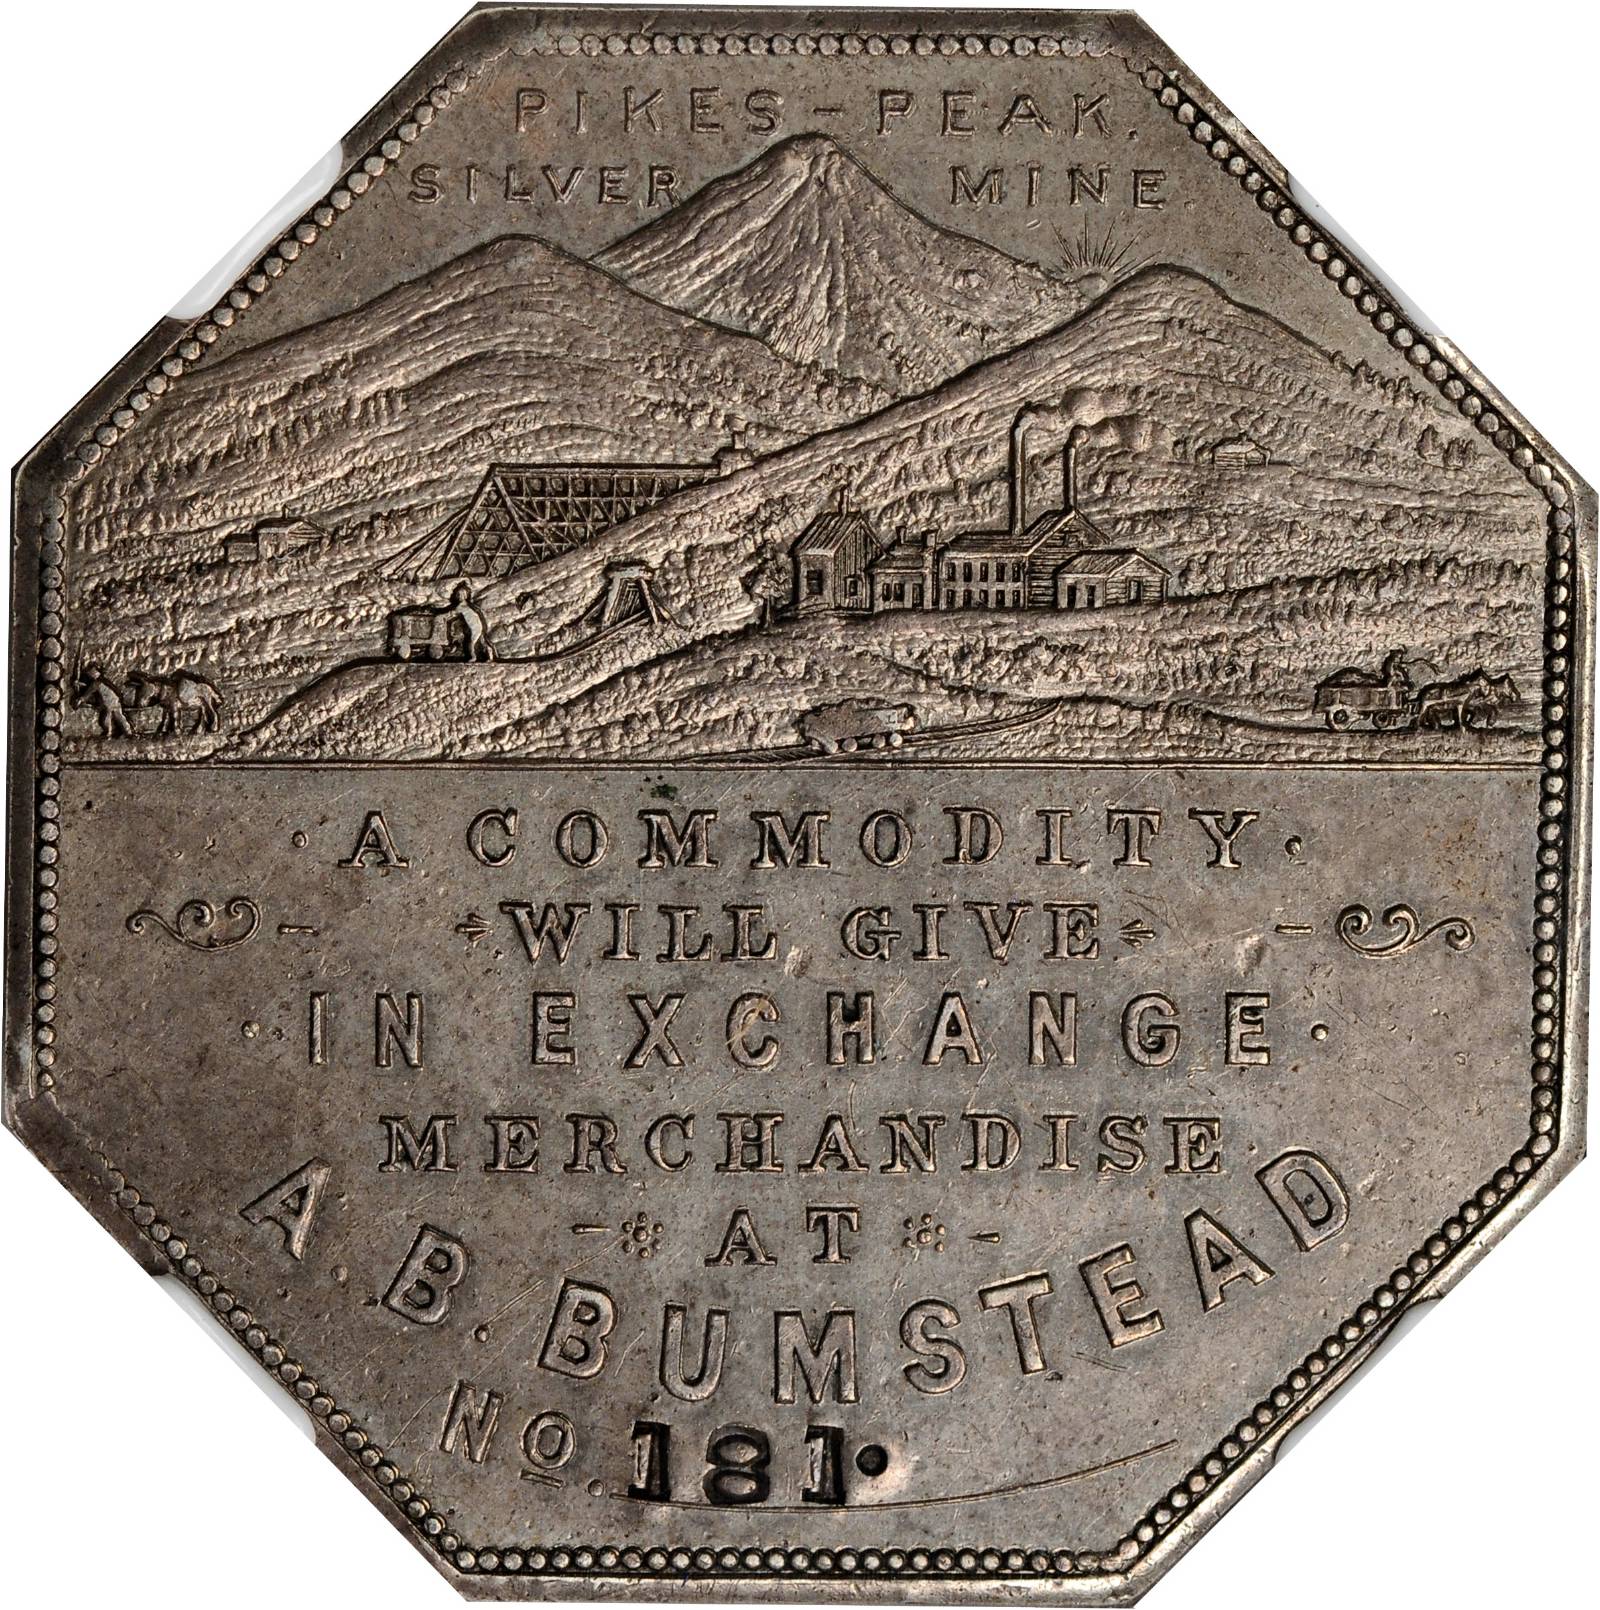 PIKES-PEAK.
SILVER MINE.
A COMMODITY
WILL GIVE
IN EXCHANGE
MERCHANDISE
AT
A.B.BUMSTEAD
No. 181.